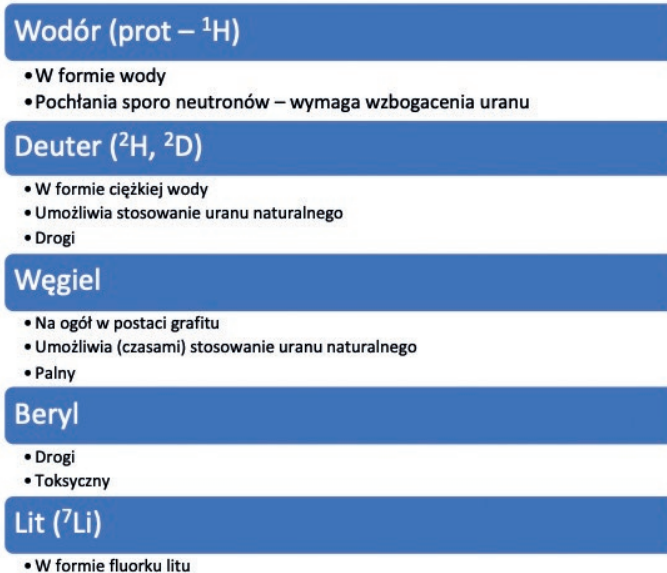 Wodór (prot – ¹H)
• W formie wody
• Pochłania sporo neutronów – wymaga wzbogacenia uranu
Deuter (²H, ²D)
• W formie ciężkiej wody
• Umożliwia stosowanie uranu naturalnego
• Drogi
Węgiel
• Na ogół w postaci grafitu
• Umożliwia (czasami) stosowanie uranu naturalnego
• Palny
Beryl
• Drogi
• Toksyczny
Lit (⁷Li)
• W formie fluorku litu